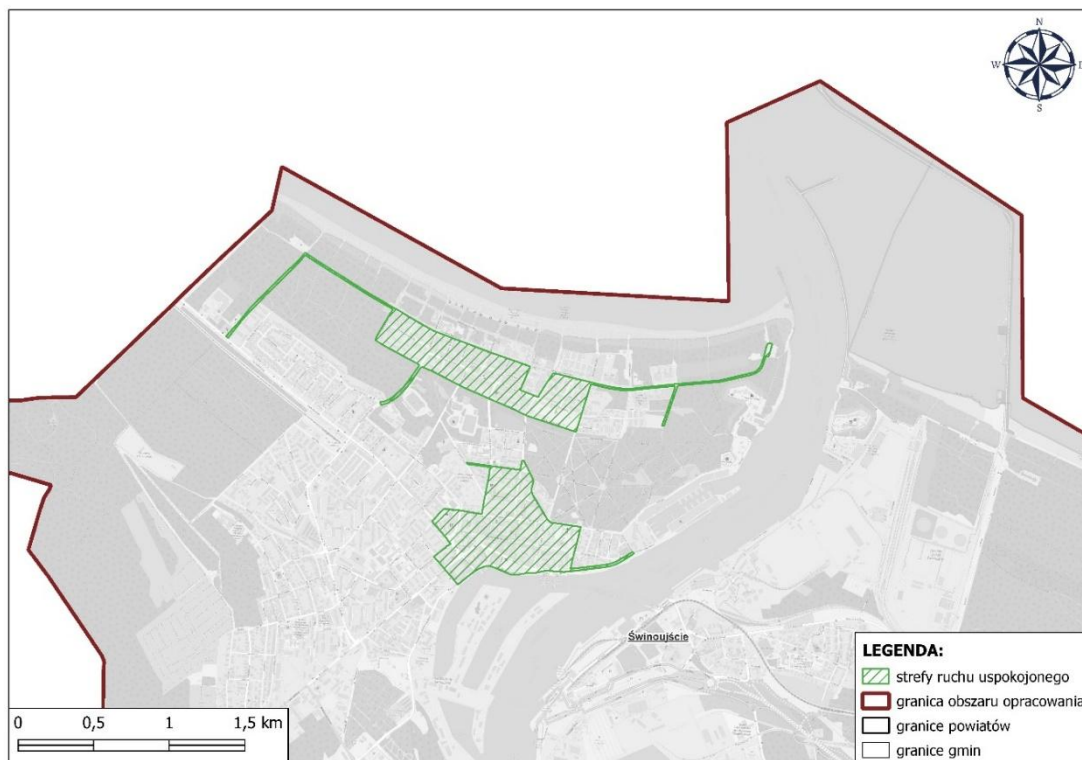 N
W
S
Świnoujście
LEGENDA:
strefy ruchu uspokojonego
granica obszaru opracowania
granice powiatów
granice gmin
0 0,5 1 1,5 km